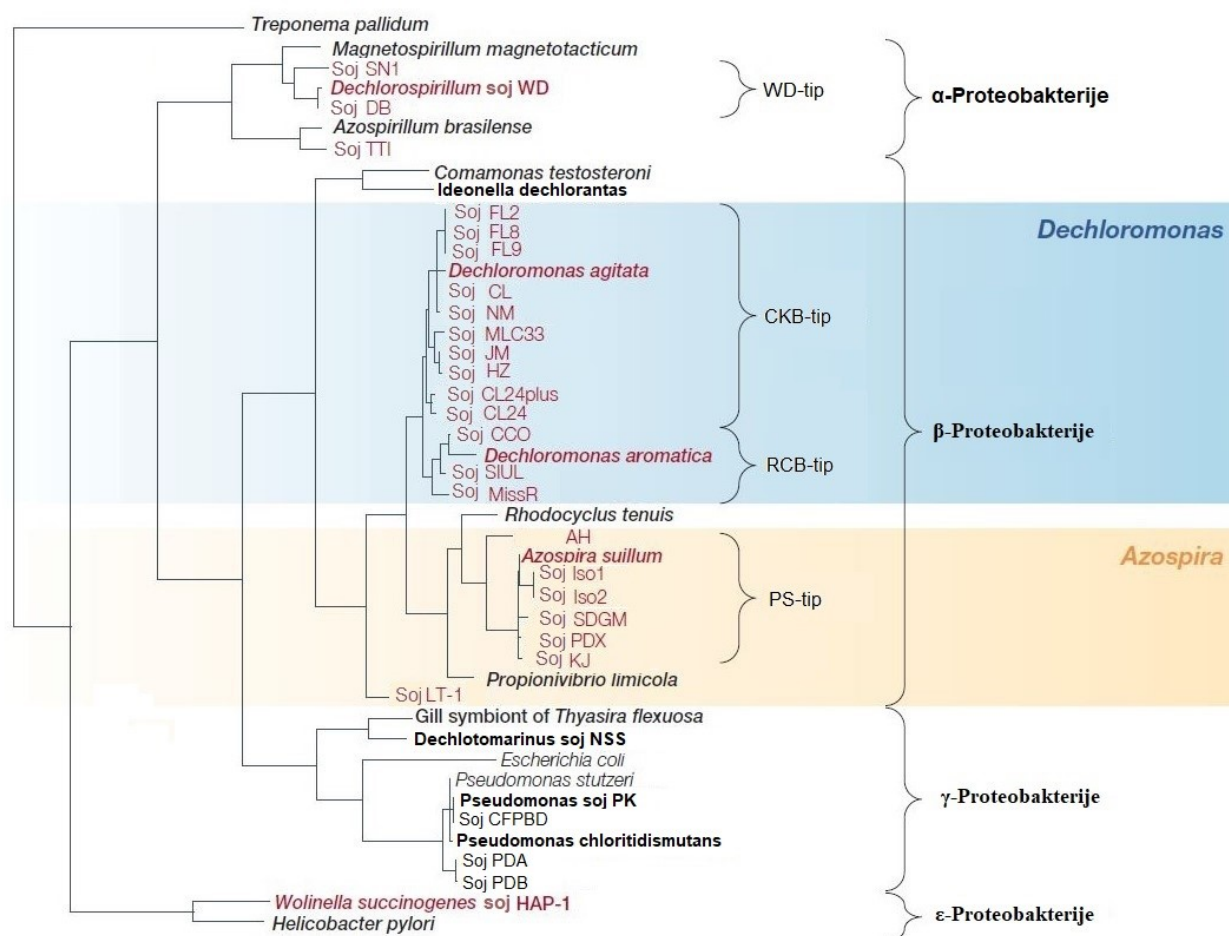 Treponema pallidum
Magnetospirillum magnetotacticum
Soj SN1
Dechlorospirillum soj WD
Soj DB
WD-tip
α-Proteobakterije
Azospirillum brasilense
Soj TTI
Comamonas testosteroni
Ideonella dechlorantas
Soj FL2
Soj FL8
Soj FL9
Dechloromonas
Dechloromonas agitata
Soj CL
Soj NM
CKB-tip
Soj MLC33
Soj JM
Soj HZ
Soj CL24plus
Soj CL24
Soj CCO
β-Proteobakterije
Dechloromonas aromatica
RCB-tip
Soj SIUL
Soj MissR
Rhodocyclus tenuis
AH
Azospira suillum
Azospira
Soj Iso1
Soj Iso2
PS-tip
Soj SDGM
Soj PDX
Soj KJ
Propionivibrio limicola
Soj LT-1
Gill symbiont of Thyasira flexuosa
Dechlotomarinus soj NSS
Escherichia coli
Pseudomonas stutzeri
Pseudomonas soj PK
γ-Proteobakterije
Soj CFPBD
Pseudomonas chloritidismutans
Soj PDA
Soj PDB
Wolinella succinogenes soj HAP-1
ε-Proteobakterije
Helicobacter pylori